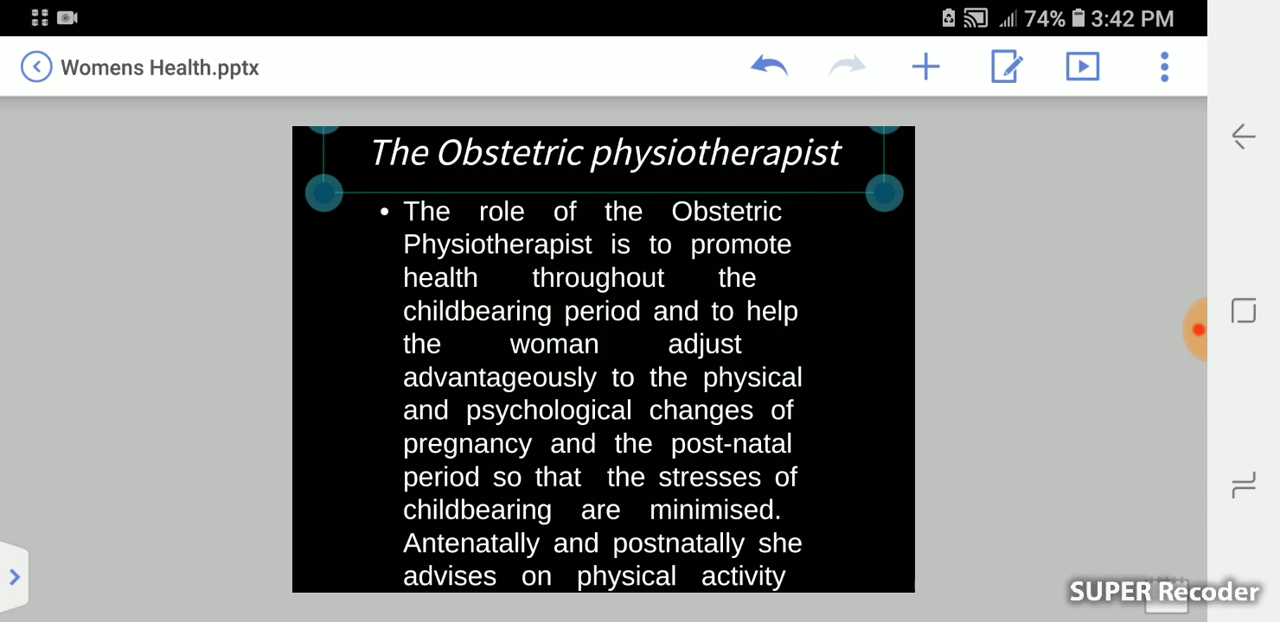 74% 3:42 PM
Womens Health.pptx
The Obstetric physiotherapist
• The role of the Obstetric
Physiotherapist is to promote
health throughout the
childbearing period and to help
the woman adjust
advantageously to the physical
and psychological changes of
pregnancy and the post-natal
period so that the stresses of
childbearing are minimised.
Antenatally and postnatally she
advises on physical activity
SUPER Recoder